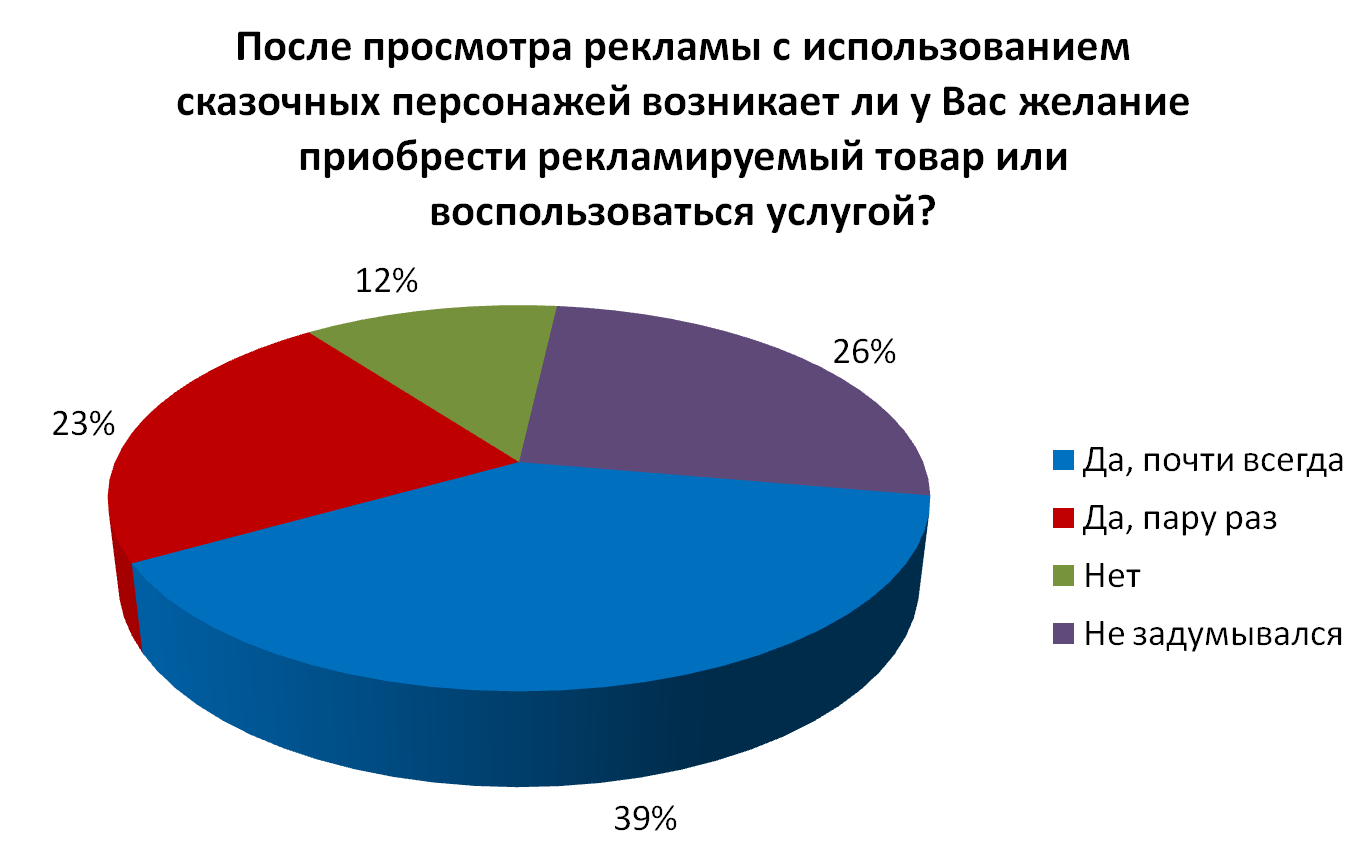 После просмотра рекламы с использованием
сказочных персонажей возникает ли у Вас желание
приобрести рекламируемый товар или
воспользоваться услугой?
12%
26%
23%
Да, почти всегда
Да, пару раз
Нет
Не задумывался
39%